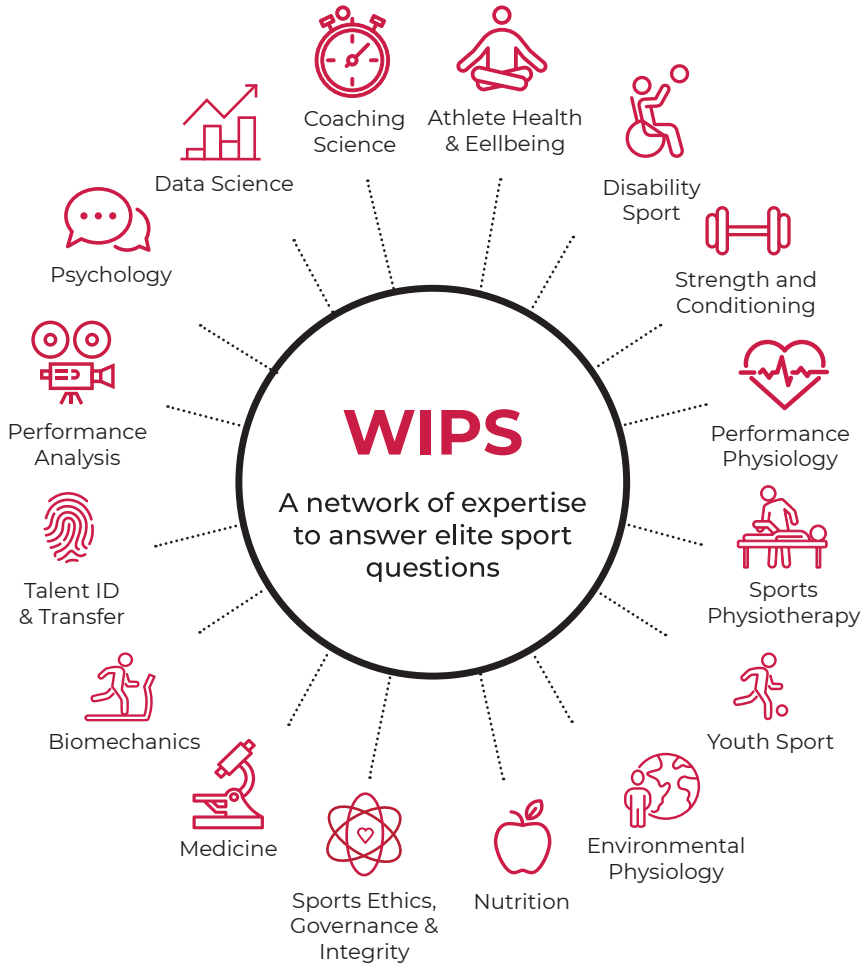 Coaching
Science
Athlete Health
& Eellbeing
Disability
Sport
Strength and
Conditioning
Performance
Physiology
Sports
Physiotherapy
Youth Sport
Environmental
Physiology
Nutrition
Sports Ethics,
Governance &
Integrity
Medicine
Biomechanics
Talent ID
& Transfer
Performance
Analysis
Psychology
Data Science
WIPS
A network of expertise
to answer elite sport
questions